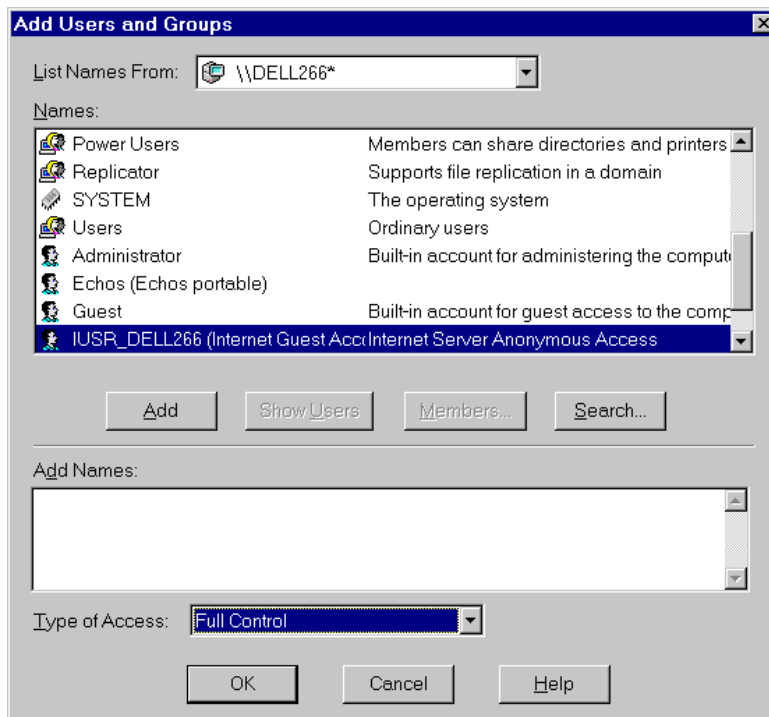 Add Users and Groups
List Names From: \\DELL266*
Names:
Power Users Members can share directories and printers
Replicator Supports file replication in a domain
SYSTEM The operating system
Users Ordinary users
Administrator Built-in account for administering the compute
Echos (Echos portable)
Guest Built-in account for guest access to the comp
IUSR_DELL266 (Internet Guest Acc Internet Server Anonymous Access
Add Show Users Members... Search...
Add Names:
Type of Access: Full Control
OK Cancel Help